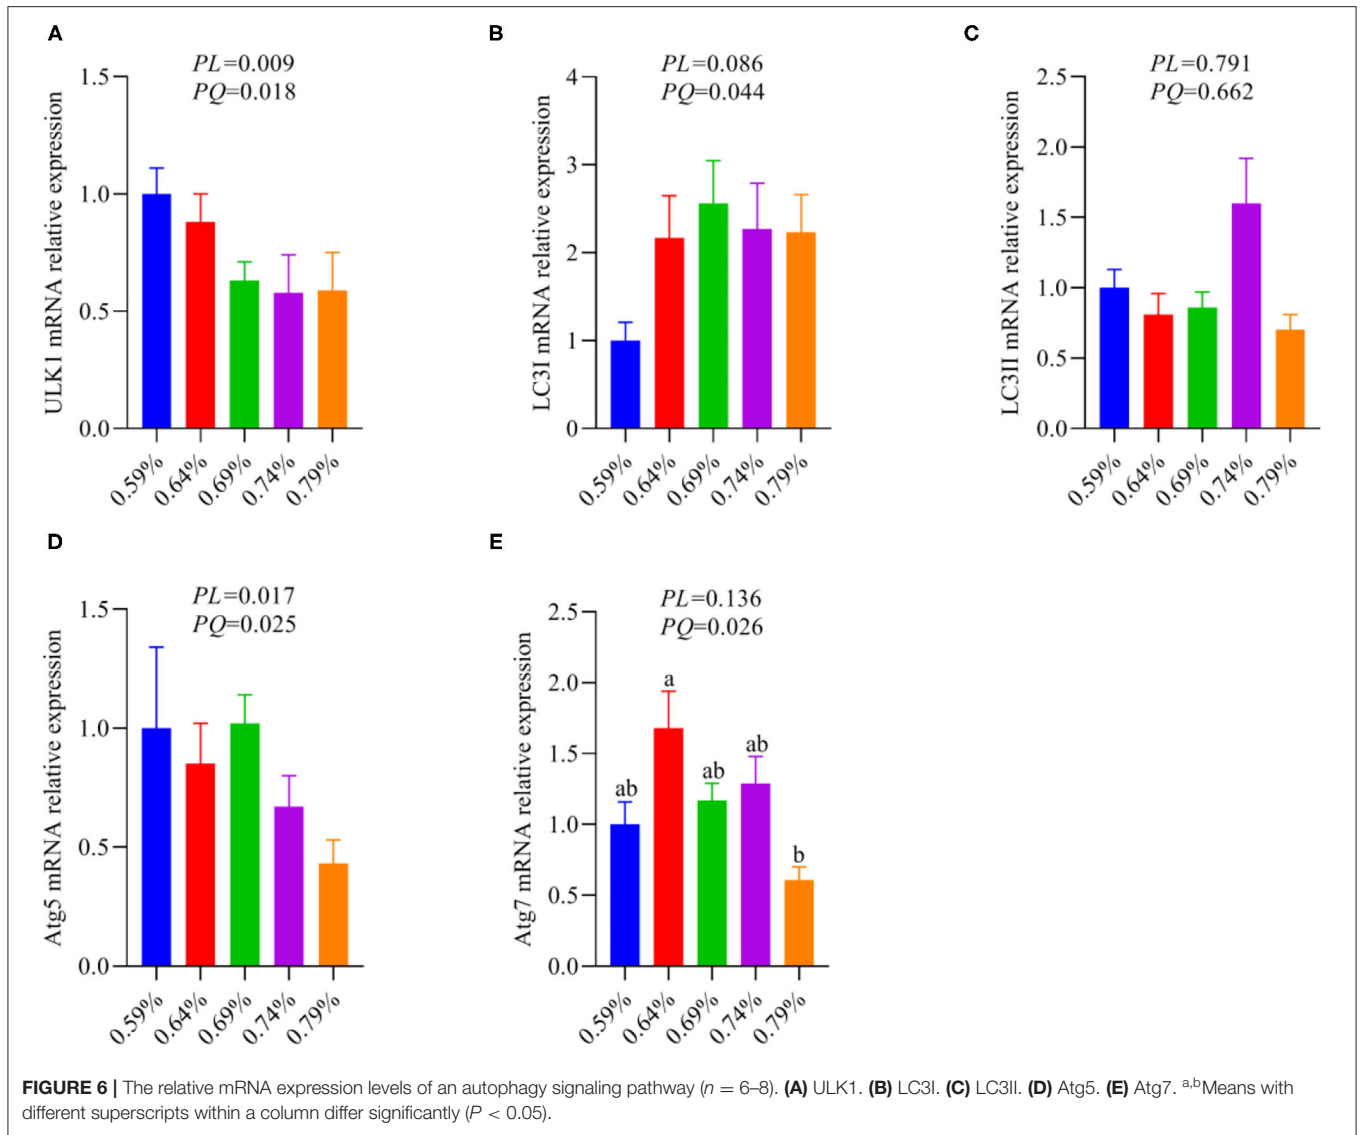 A
PL=0.009
PQ=0.018
ULK1 mRNA relative expression
1.5
1.0
0.5
0.0
0.59%
0.64%
0.69%
0.74%
0.79%
B
PL=0.086
PQ=0.044
LC3I mRNA relative expression
4
3
2
1
0
0.59%
0.64%
0.69%
0.74%
0.79%
C
PL=0.791
PQ=0.662
LC3II mRNA relative expression
2.5
2.0
1.5
1.0
0.5
0.0
0.59%
0.64%
0.69%
0.74%
0.79%
D
PL=0.017
PQ=0.025
Atg5 mRNA relative expression
1.5
1.0
0.5
0.0
0.59%
0.64%
0.69%
0.74%
0.79%
E
PL=0.136
PQ=0.026
Atg7 mRNA relative expression
2.5
2.0
1.5
1.0
0.5
0.0
ab
a
ab
ab
b
0.59%
0.64%
0.69%
0.74%
0.79%
FIGURE 6 | The relative mRNA expression levels of an autophagy signaling pathway (n = 6–8). (A) ULK1. (B) LC3I. (C) LC3II. (D) Atg5. (E) Atg7. a,bMeans with
different superscripts within a column differ significantly (P < 0.05).